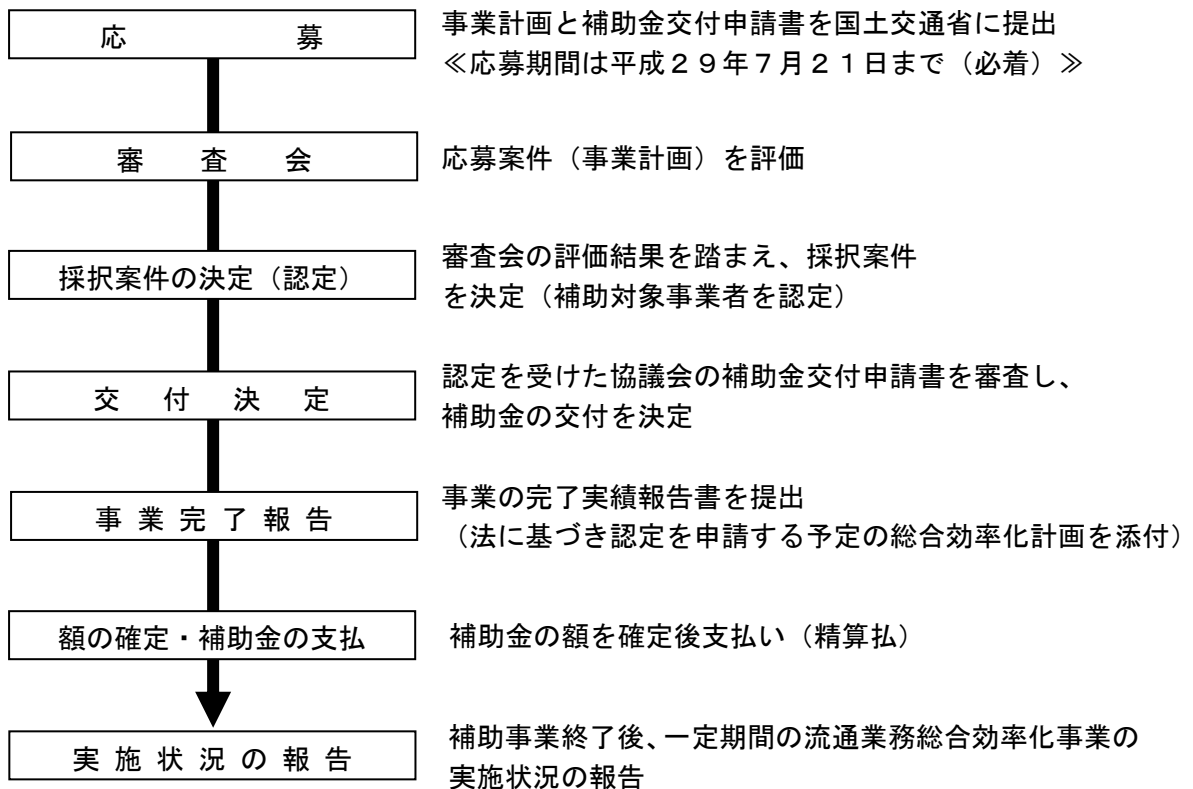 応募
事業計画と補助金交付申請書を国土交通省に提出
≪応募期間は平成２９年７月２１日まで（必着）≫
審査会
応募案件（事業計画）を評価
採択案件の決定（認定）
審査会の評価結果を踏まえ、採択案件
を決定（補助対象事業者を認定）
交付決定
認定を受けた協議会の補助金交付申請書を審査し、
補助金の交付を決定
事業完了報告
事業の完了実績報告書を提出
（法に基づき認定を申請する予定の総合効率化計画を添付）
額の確定・補助金の支払
補助金の額を確定後支払い（精算払）
実施状況の報告
補助事業終了後、一定期間の流通業務総合効率化事業の
実施状況の報告